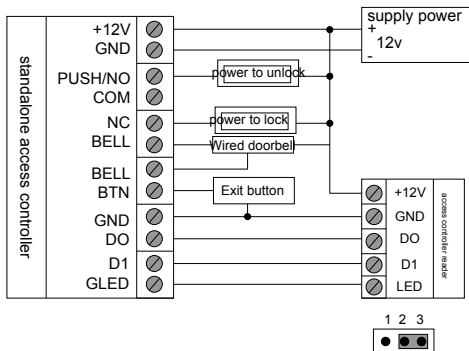 standalone access controller
+12V
GND
PUSH/NO
COM
NC
BELL
BELL
BTN
GND
DO
D1
GLED
power to unlock
power to lock
Wired doorbell
Exit button
supply power
+
12v
-
+12V
GND
DO
D1
LED
access controller reader
1 2 3